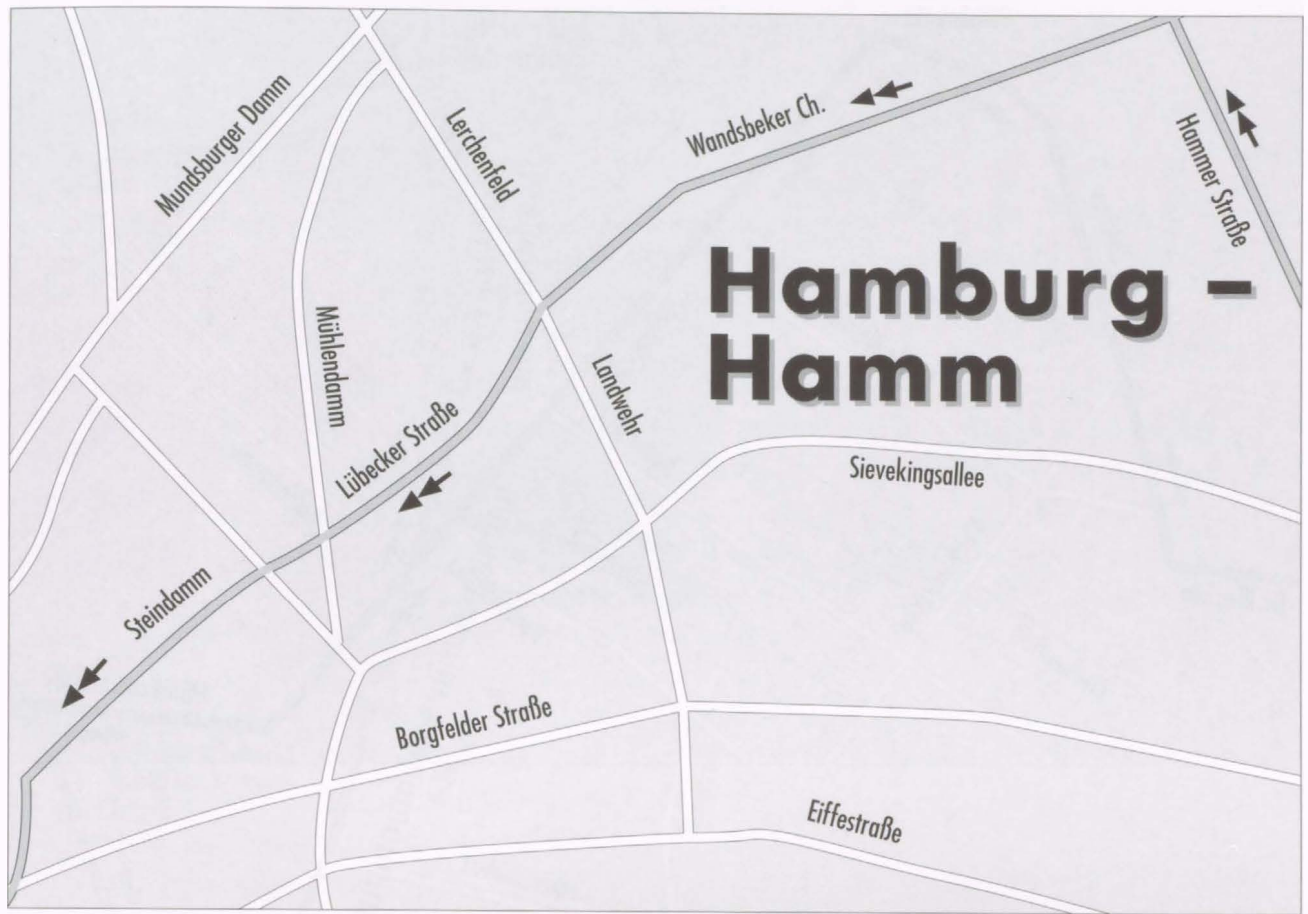 Mundsburger Damm
Lerchenfeld
Wandsbeker Ch.
Hammer Straße
Hamburg –
Hamm
Mühlendamm
Landwehr
Lübecker Straße
Sievekingsallee
Steindamm
Borgfelder Straße
Eiffestraße